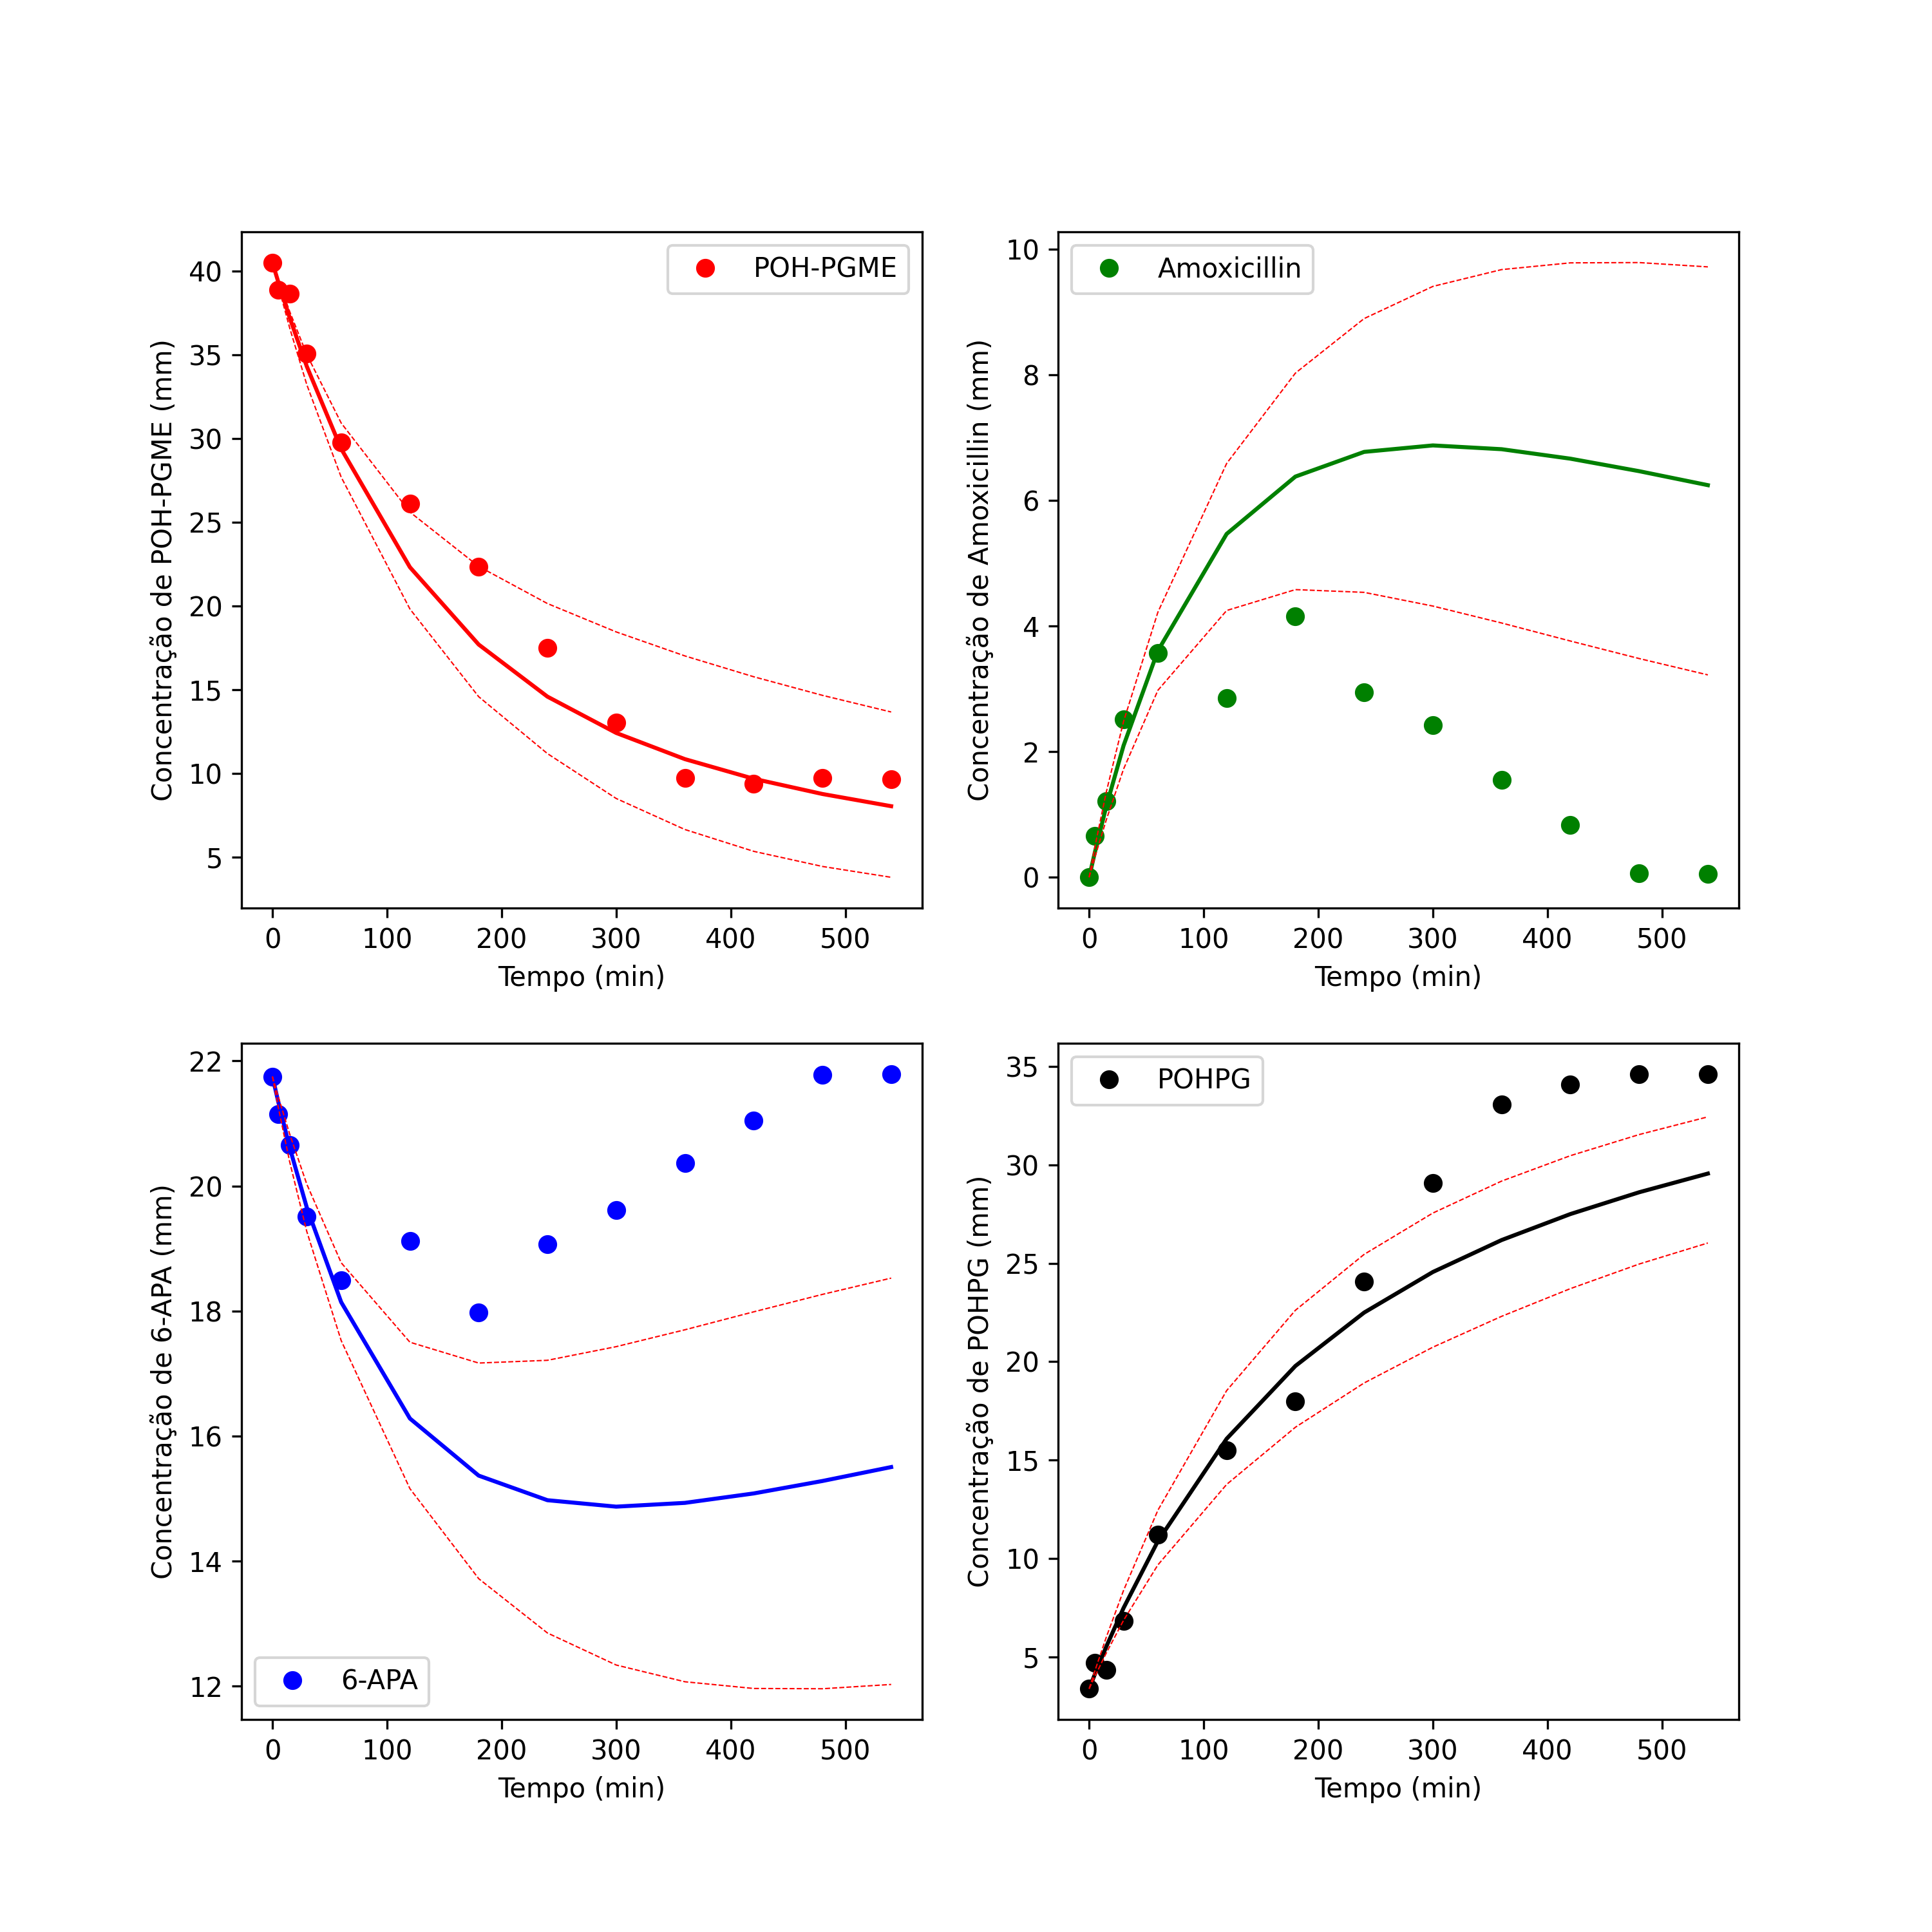 POH-PGME
40
35
30
25
20
15
10
5
Concentração de POH-PGME (mm)
0 100 200 300 400 500
Tempo (min)
Amoxicillin
10
8
6
4
2
0
Concentração de Amoxicillin (mm)
0 100 200 300 400 500
Tempo (min)
22
20
18
16
14
12
Concentração de 6-APA (mm)
6-APA
0 100 200 300 400 500
Tempo (min)
POHPG
35
30
25
20
15
10
5
Concentração de POHPG (mm)
0 100 200 300 400 500
Tempo (min)